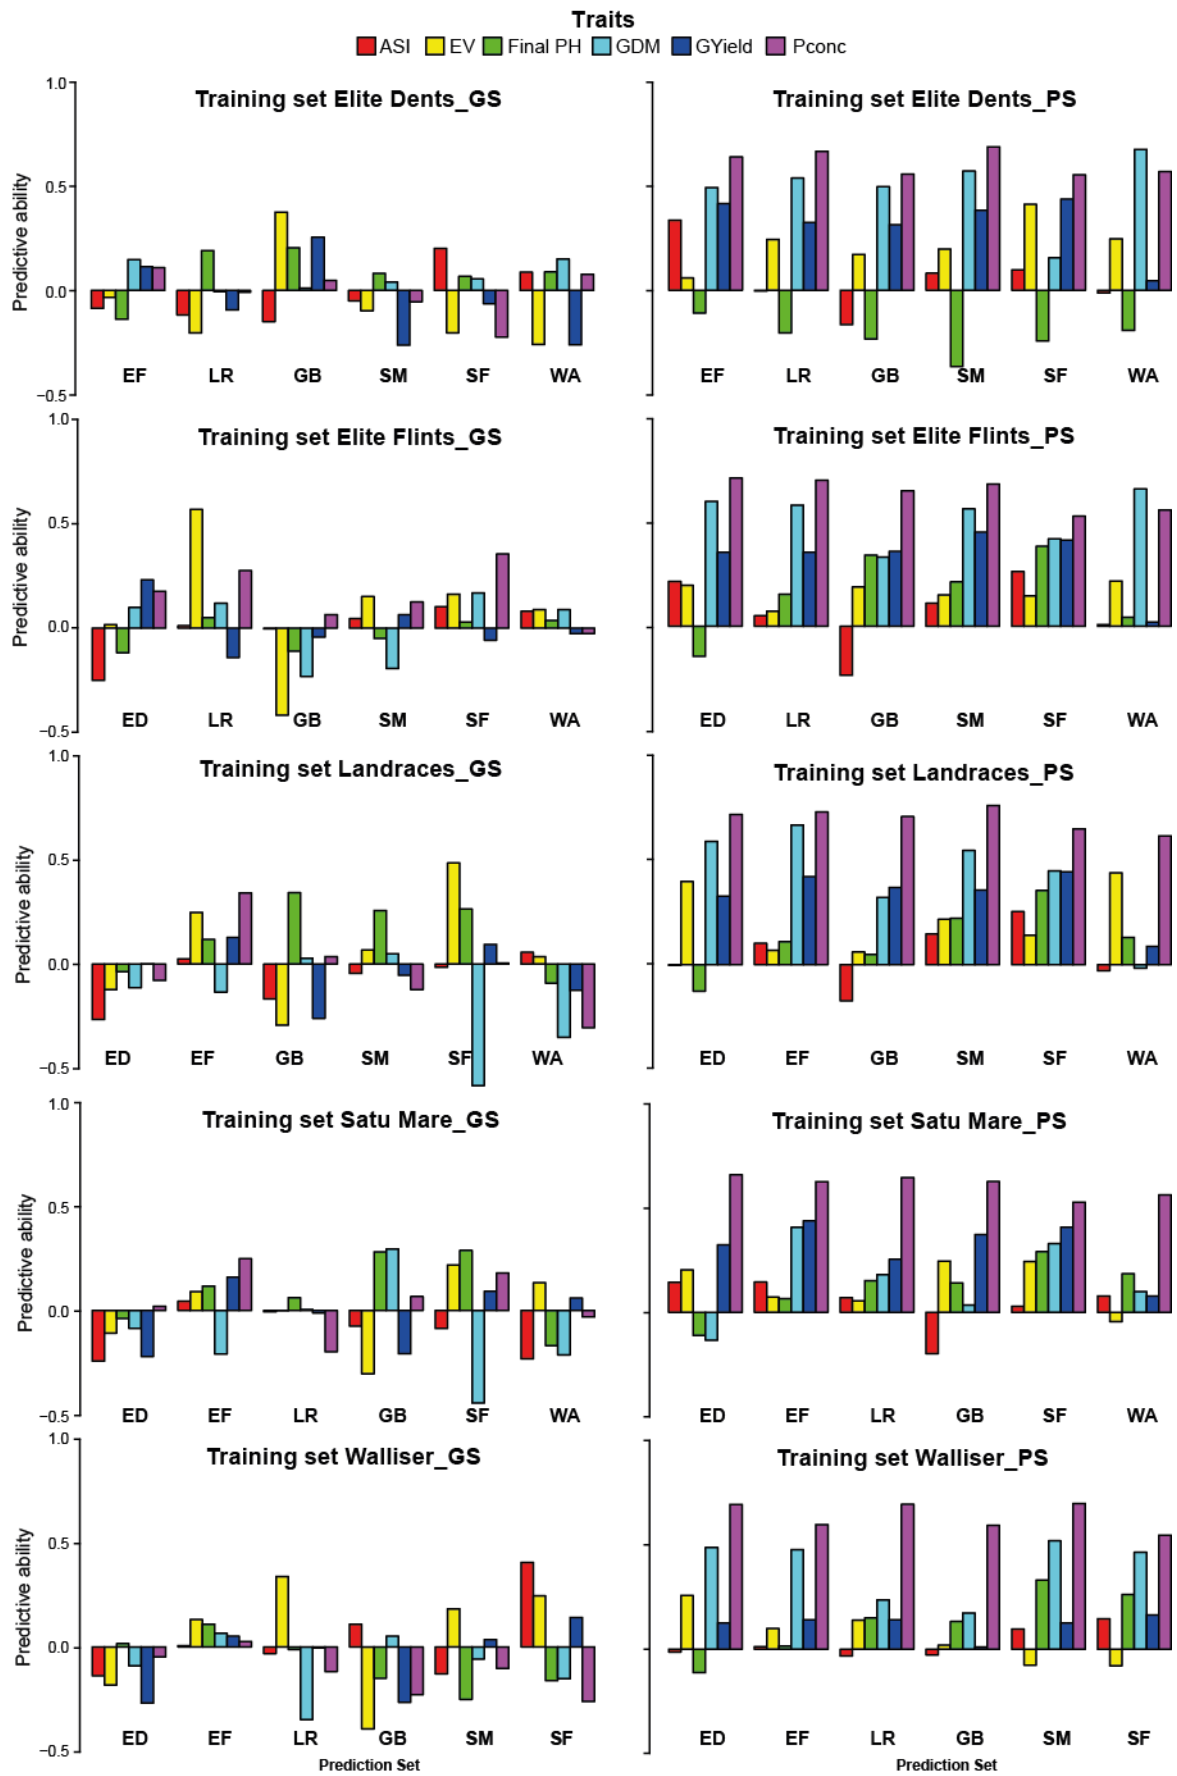 Traits
ASI EV Final PH GDM GYield Pconc
Training set Elite Dents_GS
Training set Elite Dents_PS
1.0
0.5
0.0
−0.5
Predictive ability
EF LR GB SM SF WA
EF LR GB SM SF WA
Training set Elite Flints_GS
Training set Elite Flints_PS
1.0
0.5
0.0
−0.5
Predictive ability
ED LR GB SM SF WA
ED LR GB SM SF WA
Training set Landraces_GS
Training set Landraces_PS
1.0
0.5
0.0
−0.5
Predictive ability
ED EF GB SM SF WA
ED EF GB SM SF WA
Training set Satu Mare_GS
Training set Satu Mare_PS
1.0
0.5
0.0
−0.5
Predictive ability
ED EF LR GB SF WA
ED EF LR GB SF WA
Training set Walliser_GS
Training set Walliser_PS
1.0
0.5
0.0
−0.5
Predictive ability
ED EF LR GB SM SF
ED EF LR GB SM SF
Prediction Set
Prediction Set